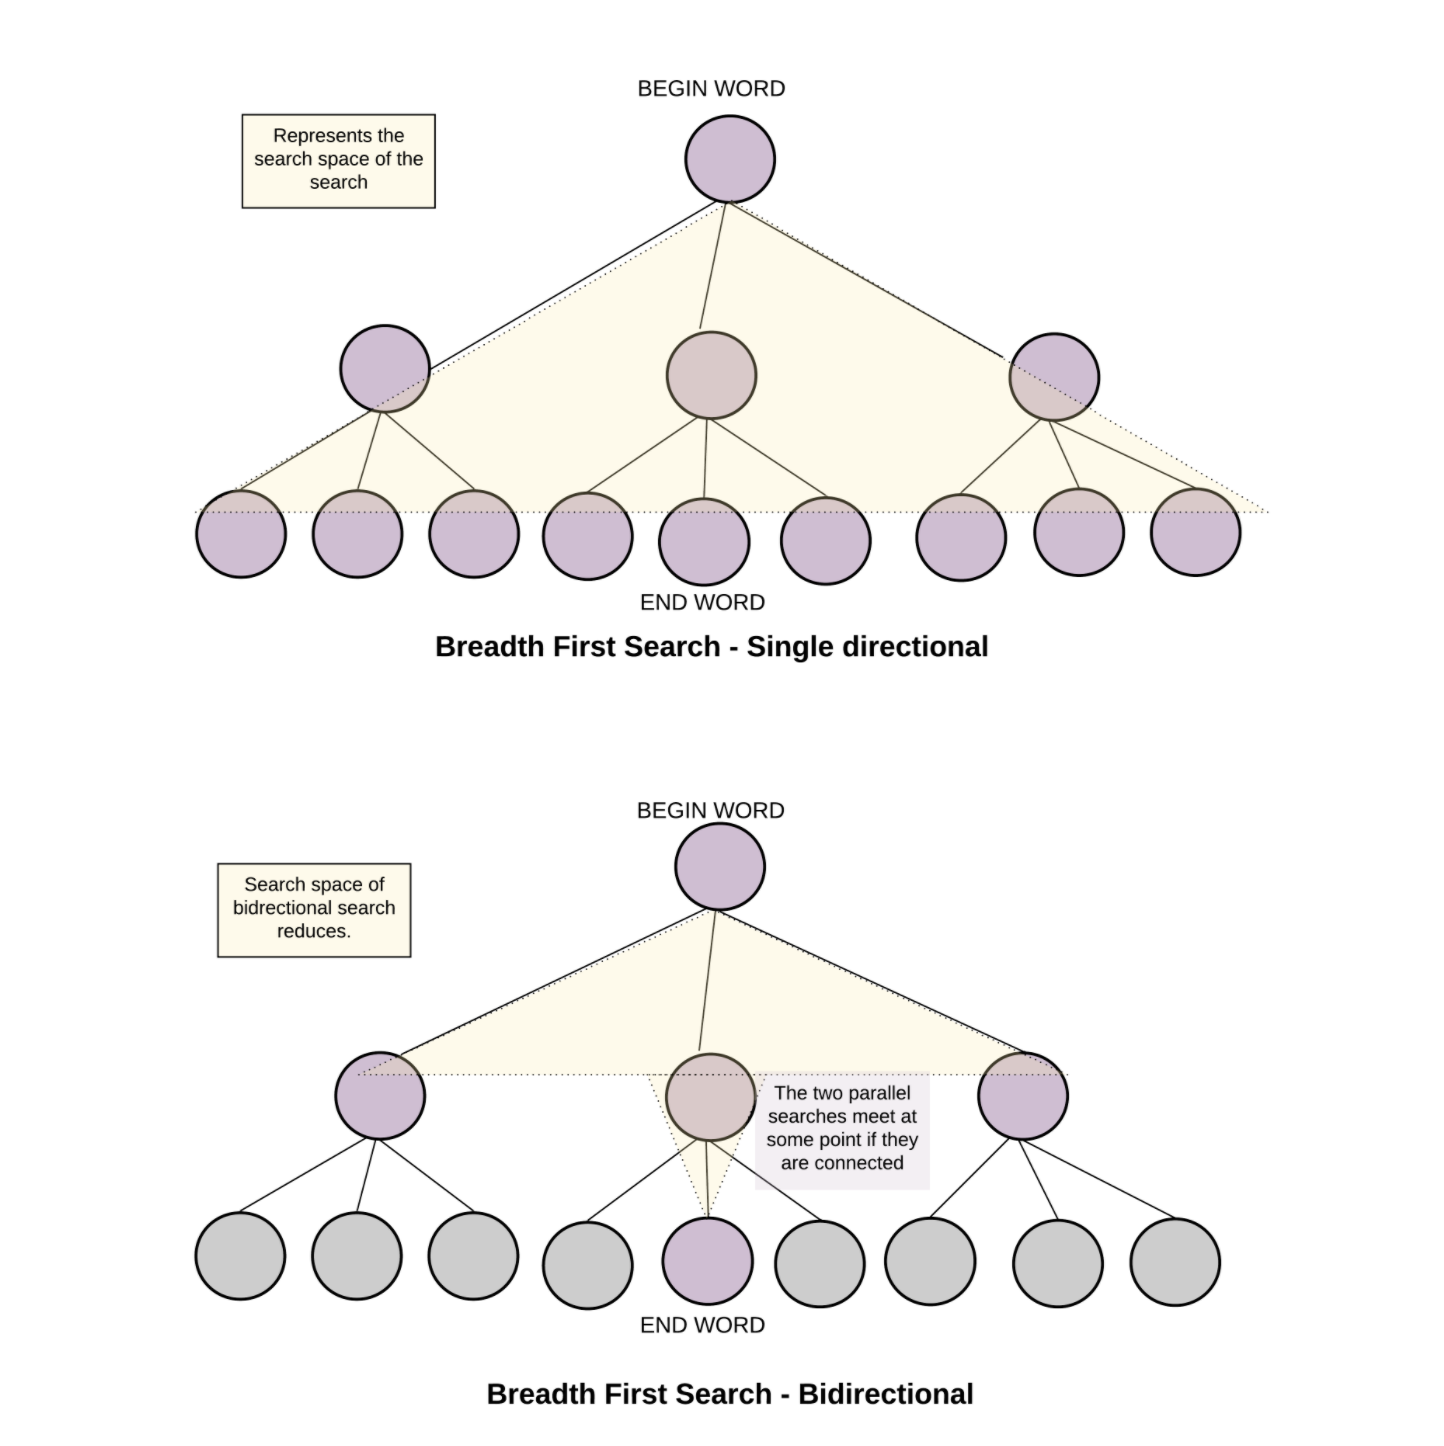 BEGIN WORD
Represents the
search space of the
search
END WORD
Breadth First Search - Single directional
BEGIN WORD
Search space of
bidrectional search
reduces.
The two parallel
searches meet at
some point if they
are connected
END WORD
Breadth First Search - Bidirectional